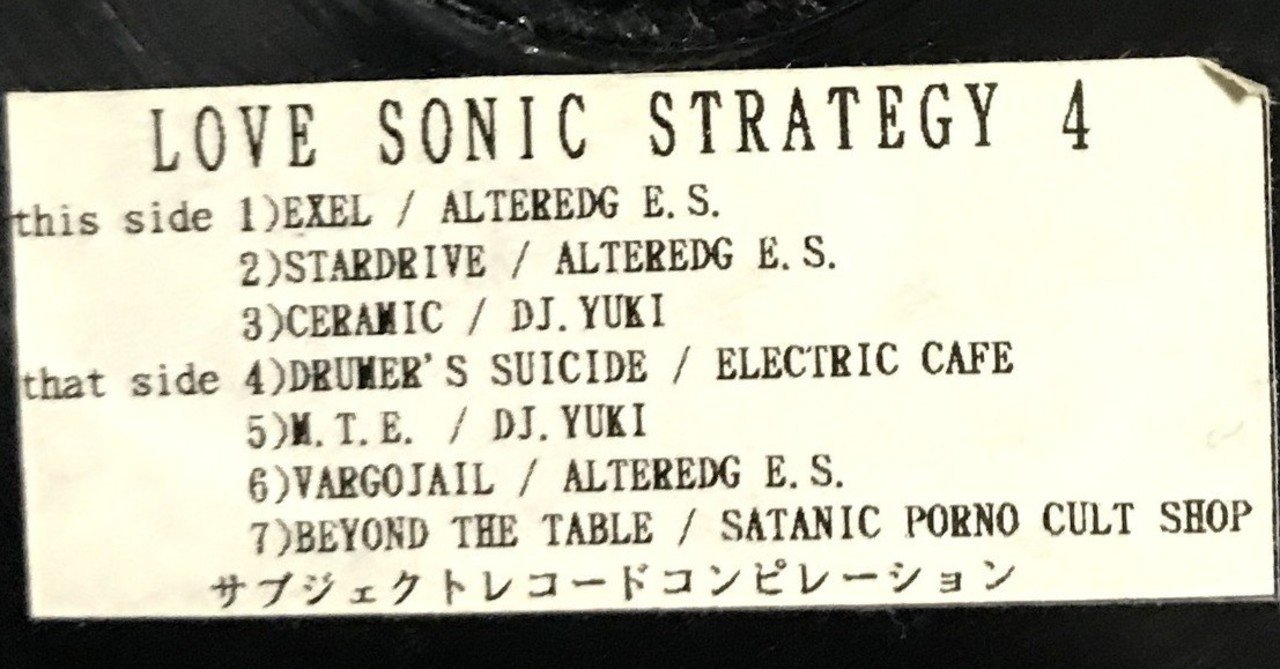 LOVE SONIC STRATEGY 4
this side 1)EXEL / ALTEREDG E.S.
2)STARDRIVE / ALTEREDG E.S.
3)CERAMIC / DJ.YUKI
that side 4)DRUMER'S SUICIDE / ELECTRIC CAFE
5)M.T.E. / DJ.YUKI
6)VARGOJAIL / ALTEREDG E.S.
7)BEYOND THE TABLE / SATANIC PORNO CULT SHOP
サブジェクトレコードコンピレーション